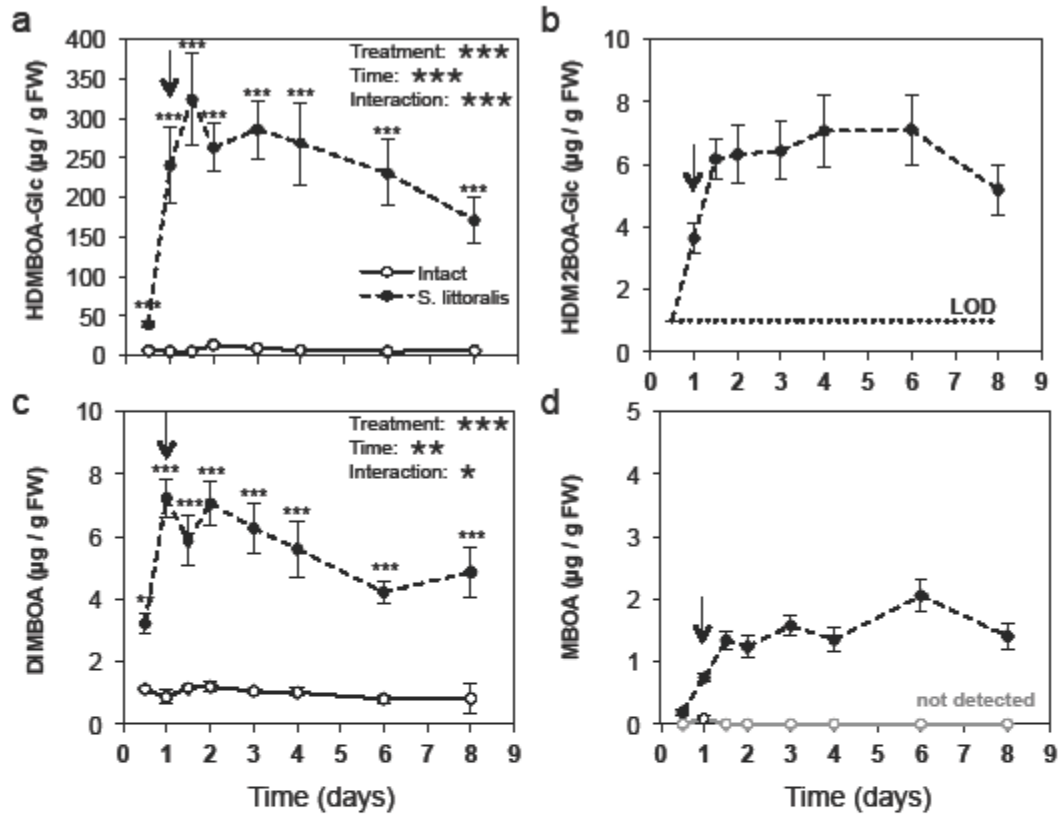 a
HDMBOA-Glc (µg / g FW)
400
350
300
250
200
150
100
50
0
***
***
***
***
***
***
***
***
Treatment: ★★★
Time: ★★★
Interaction: ★★★
Intact
S. littoralis
b
HDM2BOA-Glc (µg / g FW)
10
8
6
4
2
0
LOD
0 1 2 3 4 5 6 7 8 9
c
DIMBOA (µg / g FW)
10
8
6
4
2
0
**
***
***
***
***
***
***
***
Treatment: ★★★
Time: ★★
Interaction: ★
0 1 2 3 4 5 6 7 8 9
Time (days)
d
MBOA (µg / g FW)
5
4
3
2
1
0
not detected
0 1 2 3 4 5 6 7 8 9
Time (days)